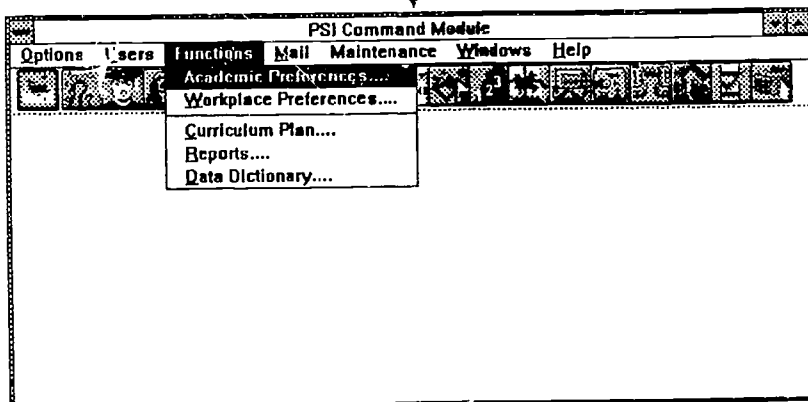 PSI Command Module
Options Users Functions Mail Maintenance Windows Help
Academic Preferences....
Workplace Preferences....
Curriculum Plan....
Reports....
Data Dictionary....